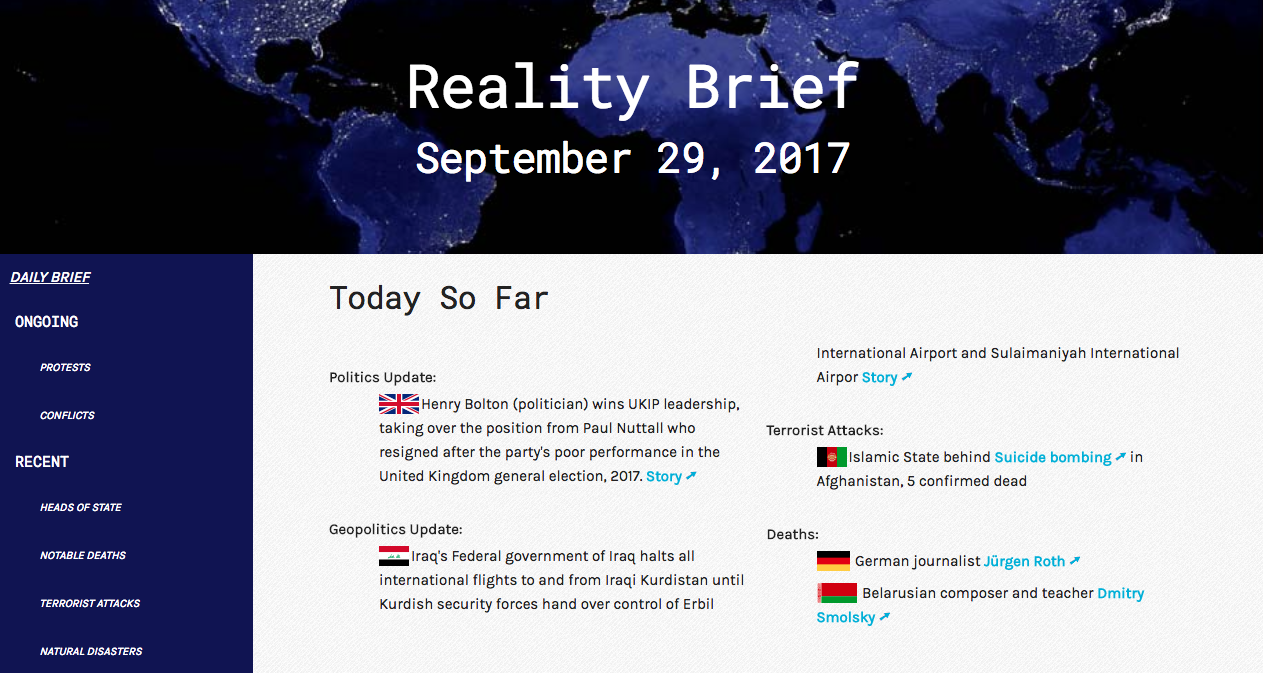 Reality Brief
September 29, 2017
DAILY BRIEF
ONGOING
PROTESTS
CONFLICTS
RECENT
HEADS OF STATE
NOTABLE DEATHS
TERRORIST ATTACKS
NATURAL DISASTERS
Today So Far
Politics Update:
Henry Bolton (politician) wins UKIP leadership,
taking over the position from Paul Nuttall who
resigned after the party's poor performance in the
United Kingdom general election, 2017. Story ➚
Geopolitics Update:
Iraq's Federal government of Iraq halts all
international flights to and from Iraqi Kurdistan until
Kurdish security forces hand over control of Erbil
International Airport and Sulaimaniyah International
Airpor Story ➚
Terrorist Attacks:
Islamic State behind Suicide bombing ➚ in
Afghanistan, 5 confirmed dead
Deaths:
German journalist Jürgen Roth ➚
Belarusian composer and teacher Dmitry
Smolsky ➚